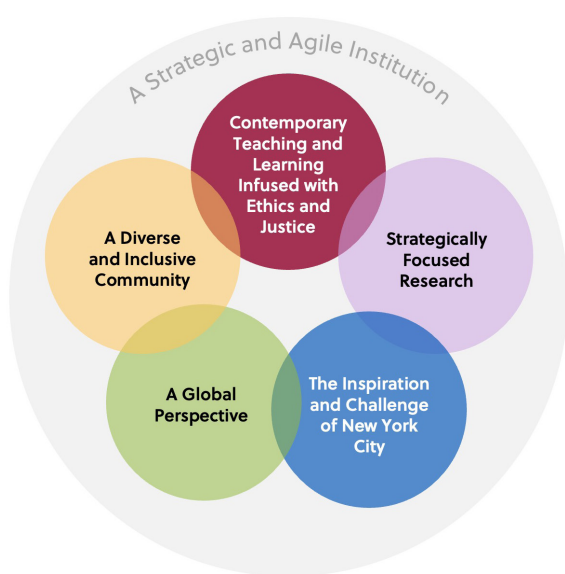 A Strategic and Agile Institution
Contemporary
Teaching and
Learning
Infused with
Ethics and
Justice
A Diverse
and Inclusive
Community
Strategically
Focused
Research
A Global
Perspective
The Inspiration
and Challenge
of New York
City